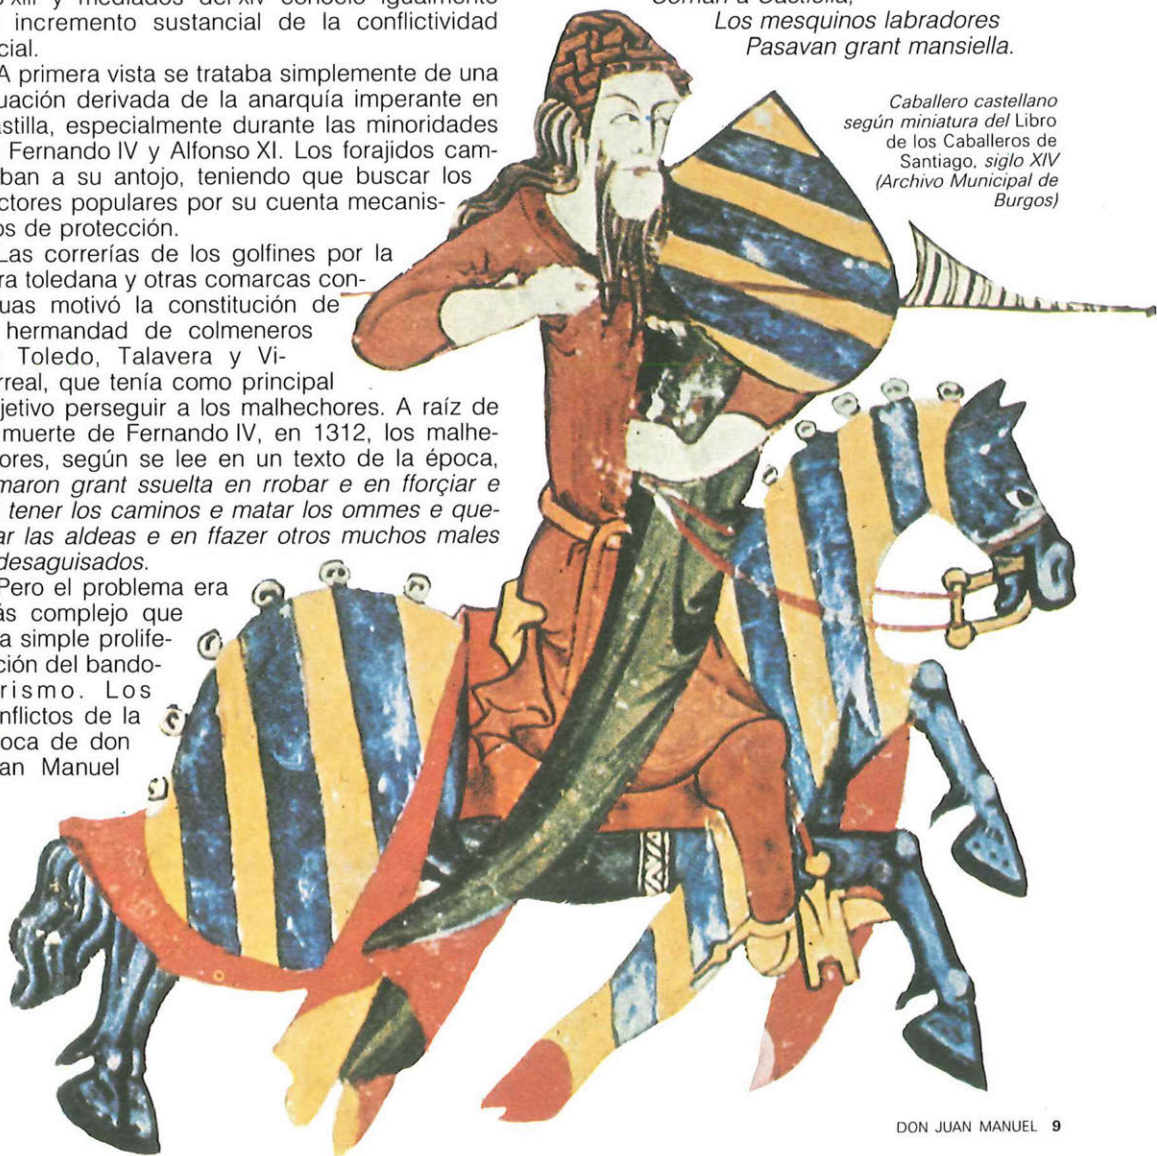 XIII y mediados del XIV conoció igualmente
incremento sustancial de la conflictividad
cial.
A primera vista se trataba simplemente de una
uación derivada de la anarquía imperante en
astilla, especialmente durante las minoridades
Fernando IV y Alfonso XI. Los forajidos cam-
ban a su antojo, teniendo que buscar los
ctores populares por su cuenta mecanis-
os de protección.
Las correrías de los golfines por la
ra toledana y otras comarcas con-
uas motivó la constitución de
hermandad de colmeneros
Toledo, Talavera y Vi-
rreal, que tenía como principal
jetivo perseguir a los malhechores. A raíz de
muerte de Fernando IV, en 1312, los malhe-
ores, según se lee en un texto de la época,
maron grant ssuelta en rrobar e en fforçiar e
tener los caminos e matar los ommes e que-
ar las aldeas e en ffazer otros muchos males
desaguisados.
Pero el problema era
ás complejo que
a simple prolife-
ción del bando-
rismo. Los
nflictos de la
oca de don
an Manuel
Los mesquinos labradores
Pasavan grant mansiella.
Caballero castellano
según miniatura del Libro
de los Caballeros de
Santiago, siglo XIV
(Archivo Municipal de
Burgos)
DON JUAN MANUEL 9